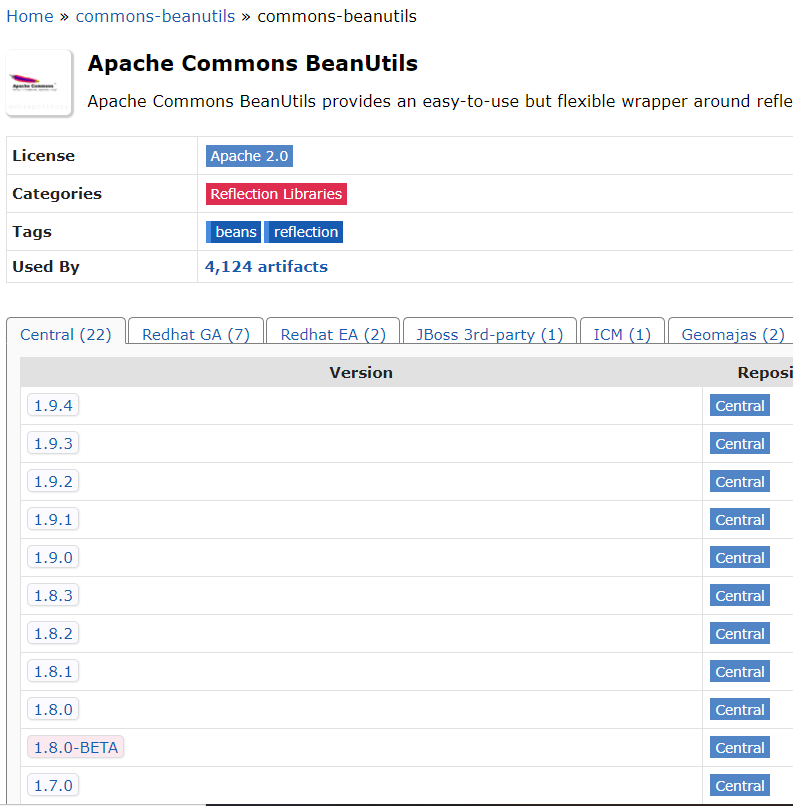 Home » commons-beanutils » commons-beanutils
Apache Commons BeanUtils
Apache Commons BeanUtils provides an easy-to-use but flexible wrapper around refle
License Apache 2.0
Categories Reflection Libraries
Tags beans reflection
Used By 4,124 artifacts
Central (22) Redhat GA (7) Redhat EA (2) JBoss 3rd-party (1) ICM (1) Geomajas (2)
Version Reposi
1.9.4 Central
1.9.3 Central
1.9.2 Central
1.9.1 Central
1.9.0 Central
1.8.3 Central
1.8.2 Central
1.8.1 Central
1.8.0 Central
1.8.0-BETA Central
1.7.0 Central